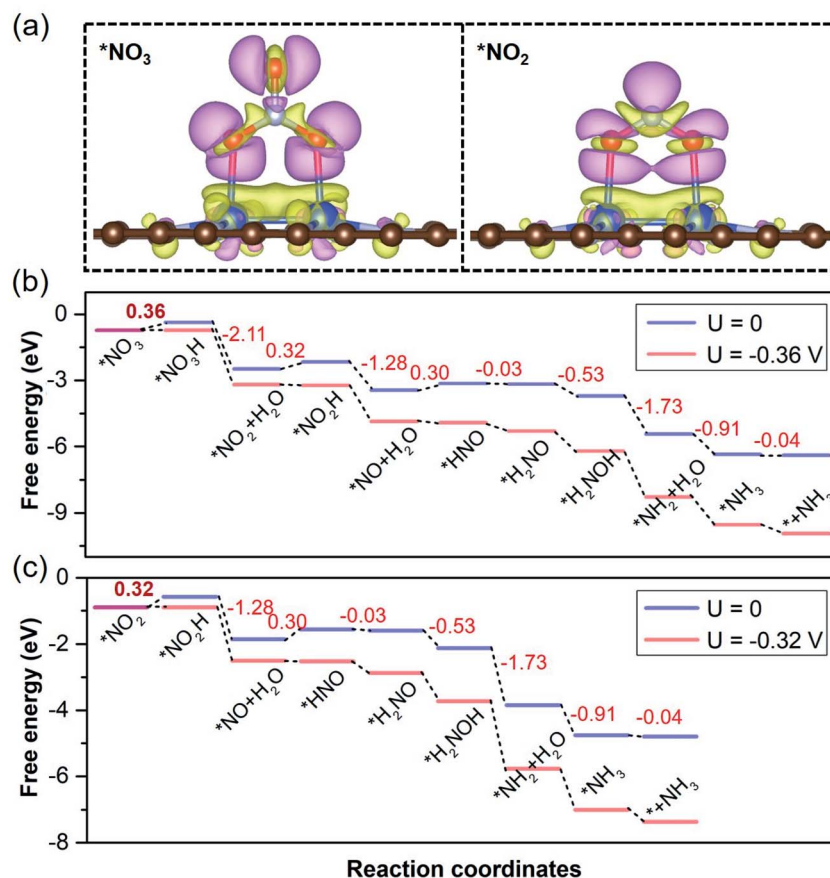 (a)
*NO₃
*NO₂
(b)
Free energy (eV)
0
-3
-6
-9
U = 0
U = -0.36 V
0.36
-2.11
0.32
-1.28
0.30
-0.03
-0.53
-1.73
-0.91
-0.04
*NO₃
*NO₃H
*NO₂+H₂O
*NO₂H
*NO+H₂O
*HNO
*H₂NO
*H₂NOH
*NH₂+H₂O
*NH₃
*+NH₃
(c)
Free energy (eV)
0
-2
-4
-6
-8
U = 0
U = -0.32 V
0.32
-1.28
0.30
-0.03
-0.53
-1.73
-0.91
-0.04
*NO₂
*NO₂H
*NO+H₂O
*HNO
*H₂NO
*H₂NOH
*NH₂+H₂O
*NH₃
*+NH₃
Reaction coordinates